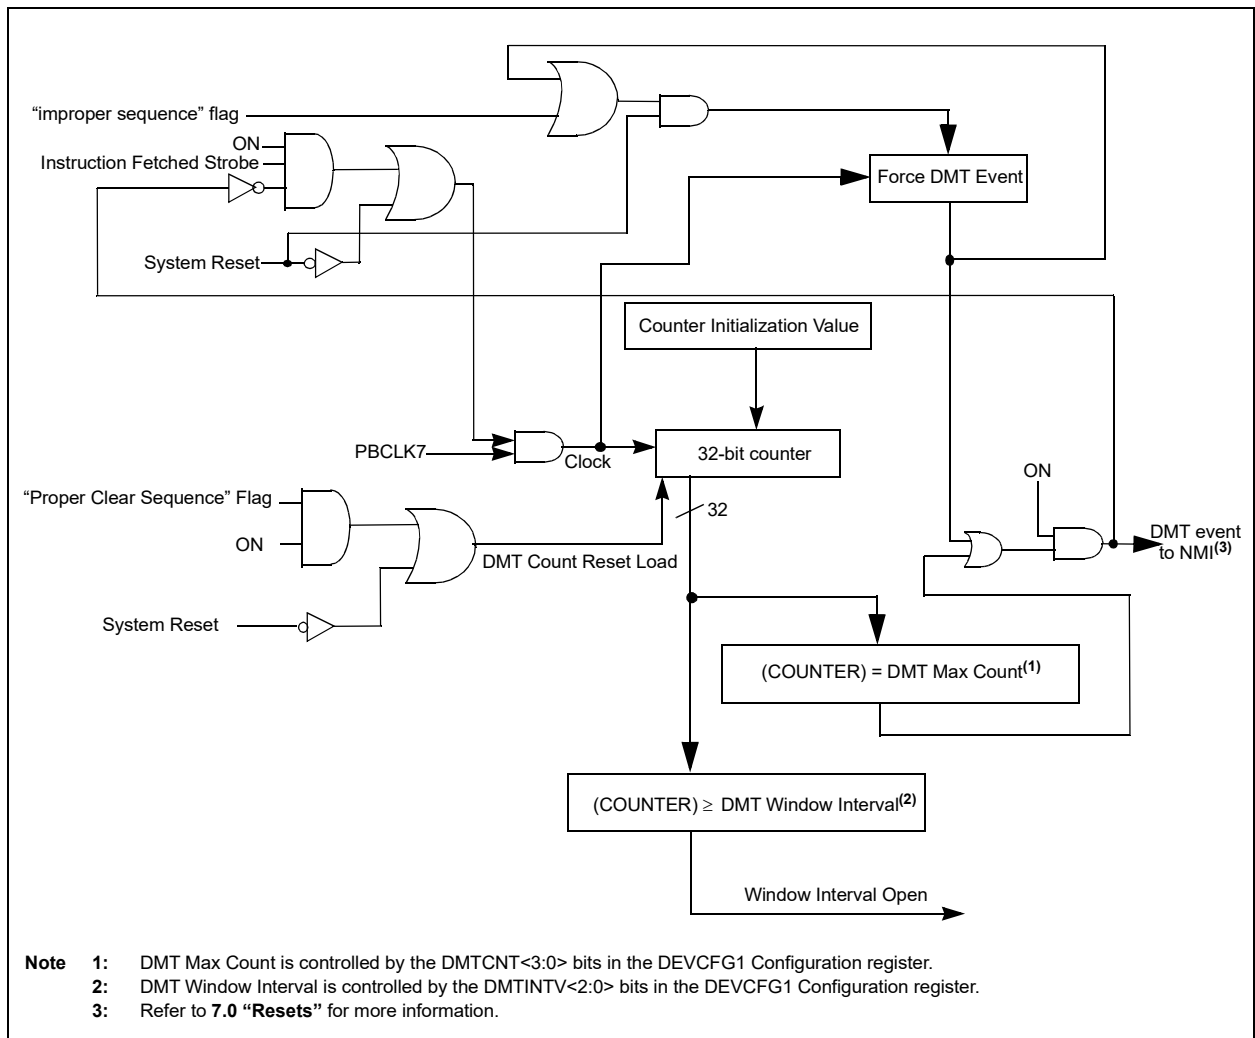 “improper sequence” flag
ON
Instruction Fetched Strobe
Force DMT Event
System Reset
Counter Initialization Value
PBCLK7
Clock
32-bit counter
ON
“Proper Clear Sequence” Flag
32
ON
DMT Count Reset Load
DMT event
to NMI(3)
System Reset
(COUNTER) = DMT Max Count(1)
(COUNTER) ≥ DMT Window Interval(2)
Window Interval Open
Note 1: DMT Max Count is controlled by the DMTCNT<3:0> bits in the DEVCFG1 Configuration register.
2: DMT Window Interval is controlled by the DMTINTV<2:0> bits in the DEVCFG1 Configuration register.
3: Refer to 7.0 “Resets” for more information.